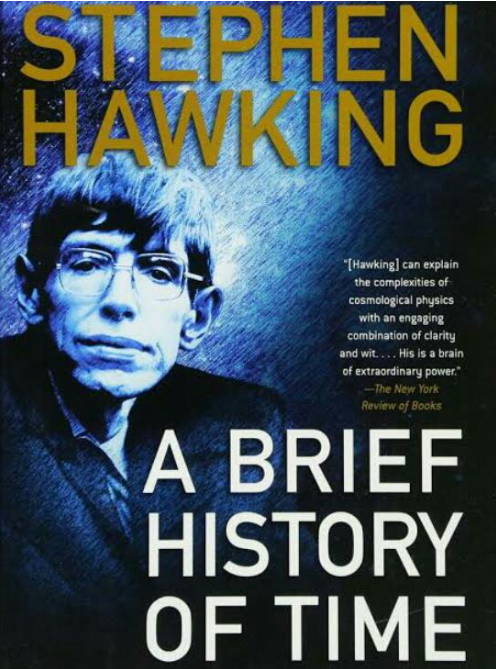 STEPHEN
HAWKING
"[Hawking] can explain
the complexities of
cosmological physics
with an engaging
combination of clarity
and wit. . . . His is a brain
of extraordinary power."
—The New York
Review of Books
A BRIEF
HISTORY
OF TIME